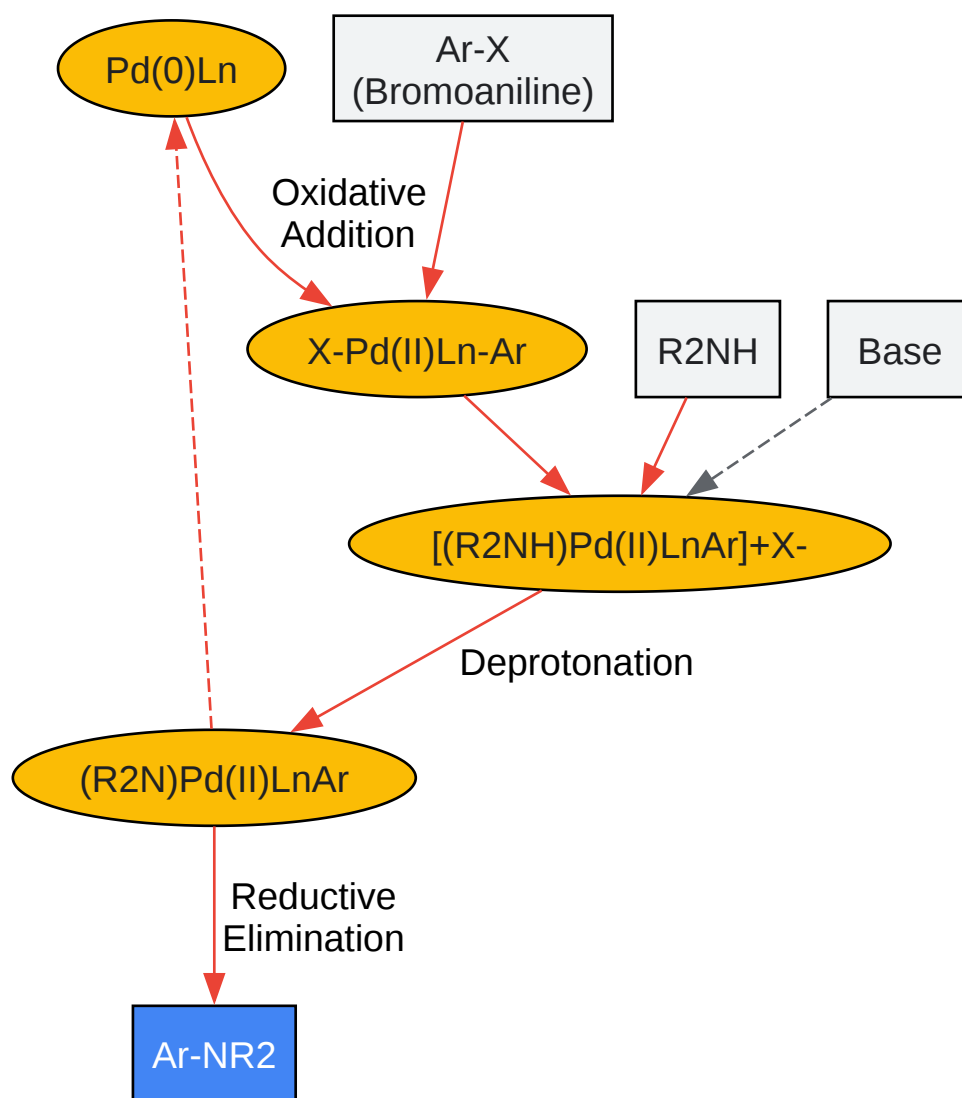 Pd(0)Ln
Ar-X
(Bromoaniline)
Oxidative
Addition
X-Pd(II)Ln-Ar
R2NH
Base
[(R2NH)Pd(II)LnAr]+X-
Deprotonation
(R2N)Pd(II)LnAr
Reductive
Elimination
Ar-NR2